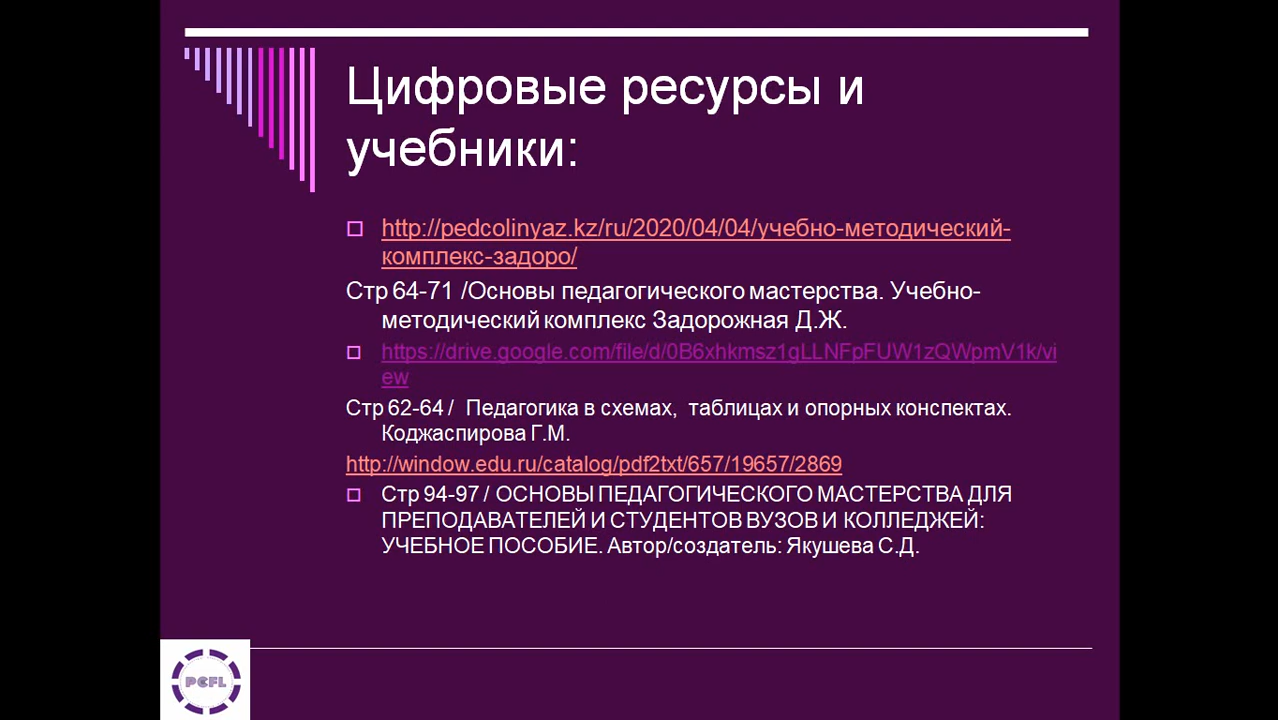 Цифровые ресурсы и
учебники:
http://pedcolinyaz.kz/ru/2020/04/04/учебно-методический-
комплекс-задоро/
Стр 64-71 /Основы педагогического мастерства. Учебно-
методический комплекс Задорожная Д.Ж.
https://drive.google.com/file/d/0B6xhkmsz1gLLNFpFUW1zQWpmV1k/vi
ew
Стр 62-64 / Педагогика в схемах, таблицах и опорных конспектах.
Коджаспирова Г.М.
http://window.edu.ru/catalog/pdf2txt/657/19657/2869
Стр 94-97 / ОСНОВЫ ПЕДАГОГИЧЕСКОГО МАСТЕРСТВА ДЛЯ
ПРЕПОДАВАТЕЛЕЙ И СТУДЕНТОВ ВУЗОВ И КОЛЛЕДЖЕЙ:
УЧЕБНОЕ ПОСОБИЕ. Автор/создатель: Якушева С.Д.
PCFL